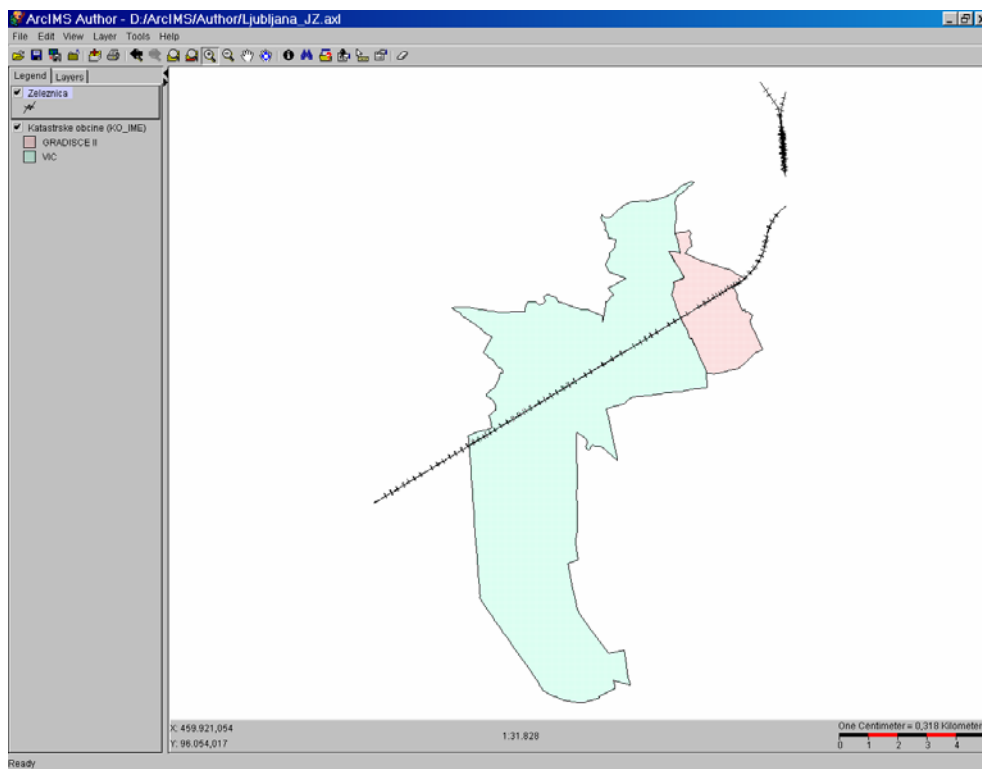 ArcIMS Author - D:/ArcIMS/Author/Ljubljana_JZ.axl
File Edit View Layer Tools Help
Legend Layers
Zeleznica
Katastrske obcine (KO_IME)
GRADISCE II
VIC
X: 459.921,054
Y: 96.054,017
1:31.828
One Centimeter = 0,318 Kilometer
0 1 2 3 4
Ready